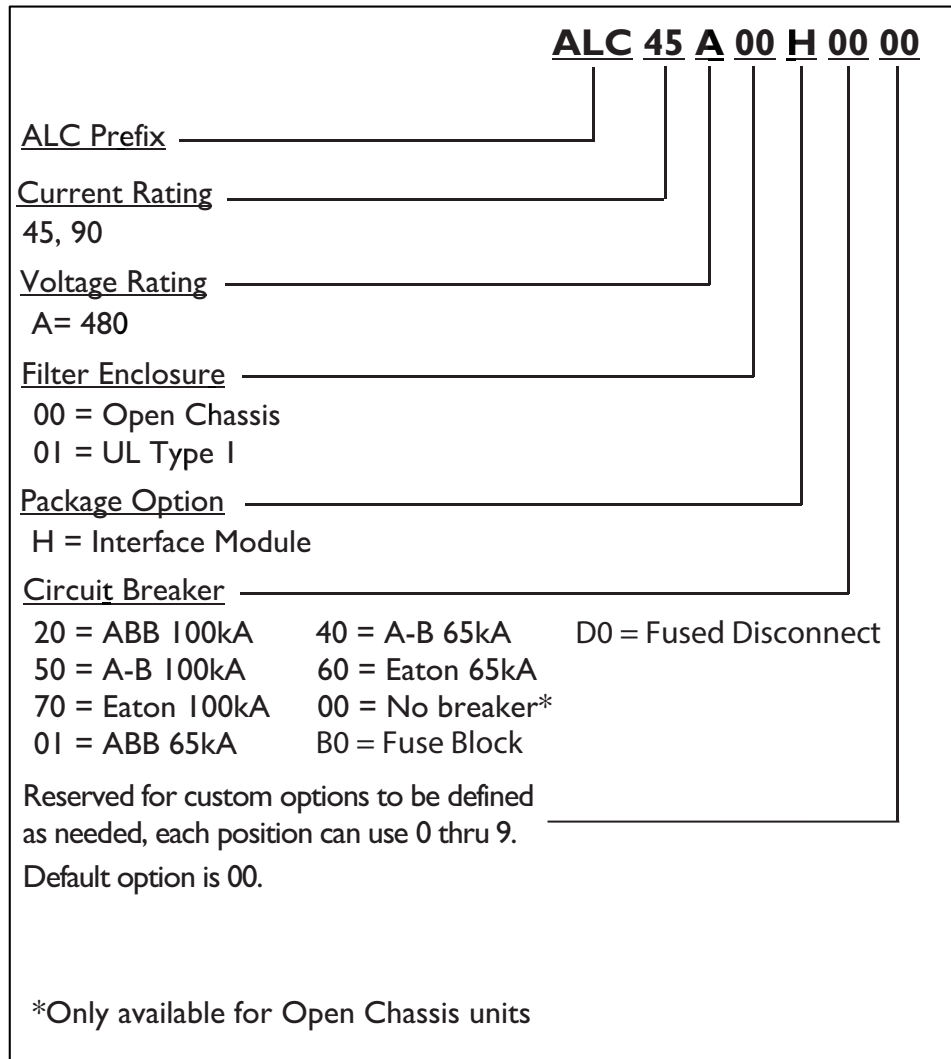 ALC 45 A 00 H 00 00
ALC Prefix
Current Rating
45, 90
Voltage Rating
A= 480
Filter Enclosure
00 = Open Chassis
01 = UL Type 1
Package Option
H = Interface Module
Circuit Breaker
20 = ABB 100kA 40 = A-B 65kA D0 = Fused Disconnect
50 = A-B 100kA 60 = Eaton 65kA
70 = Eaton 100kA 00 = No breaker*
01 = ABB 65kA B0 = Fuse Block
Reserved for custom options to be defined
as needed, each position can use 0 thru 9.
Default option is 00.
*Only available for Open Chassis units